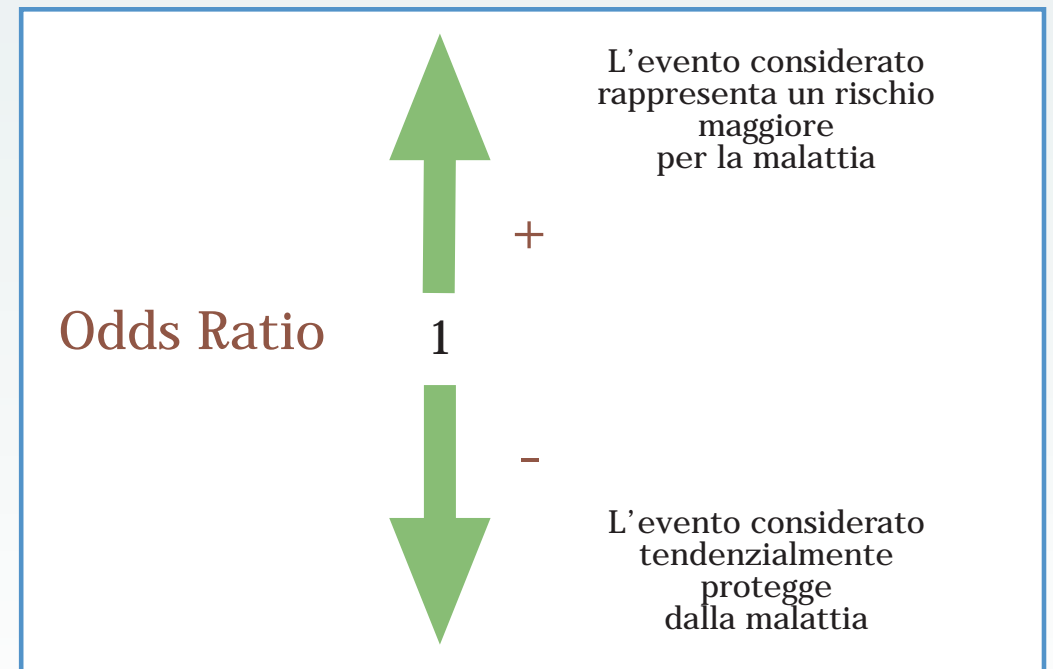 L’evento considerato
rappresenta un rischio
maggiore
per la malattia
+
Odds Ratio
1
-
L’evento considerato
tendenzialmente
protegge
dalla malattia